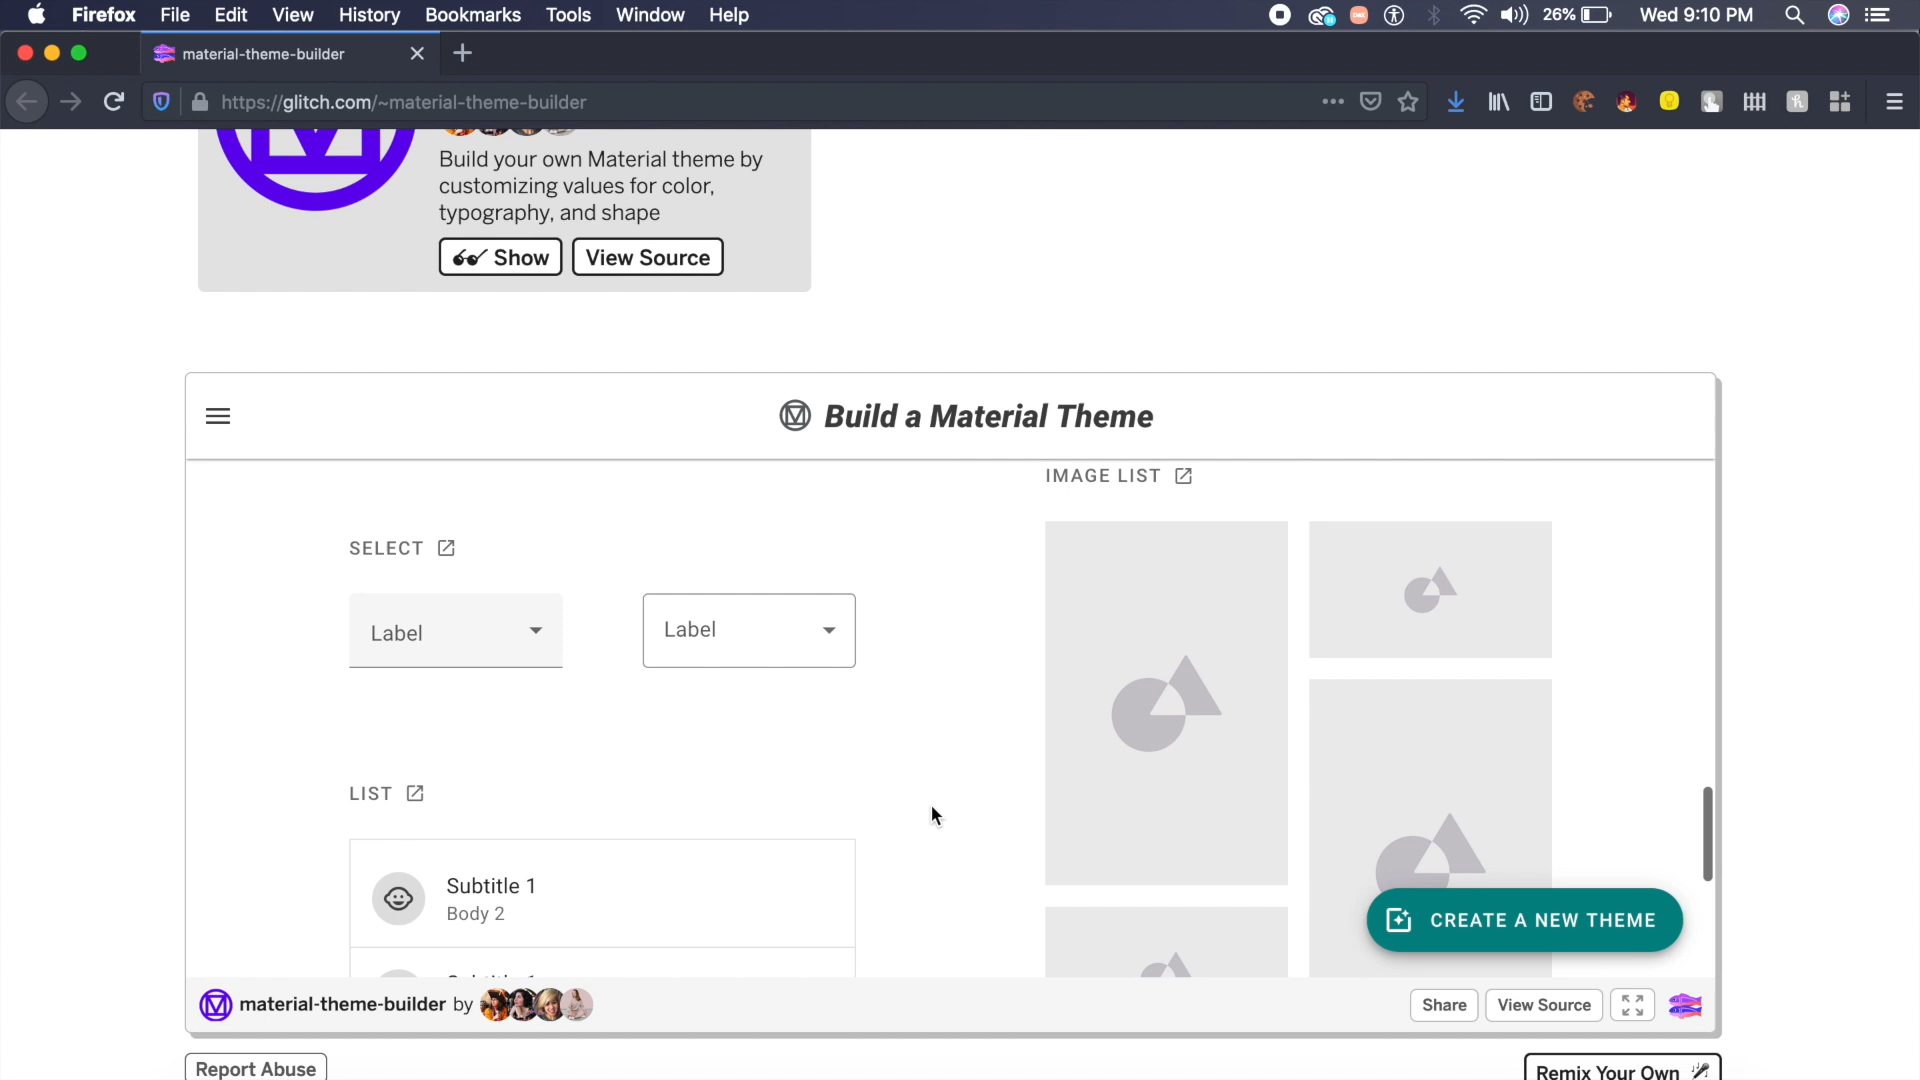 Firefox File Edit View History Bookmarks Tools Window Help 26% Wed 9:10 PM
material-theme-builder
https://glitch.com/~material-theme-builder
Build your own Material theme by
customizing values for color,
typography, and shape
Show View Source
Build a Material Theme
IMAGE LIST
SELECT
Label Label
LIST
Subtitle 1
Body 2
CREATE A NEW THEME
material-theme-builder by Share View Source
Report Abuse Remix Your Own